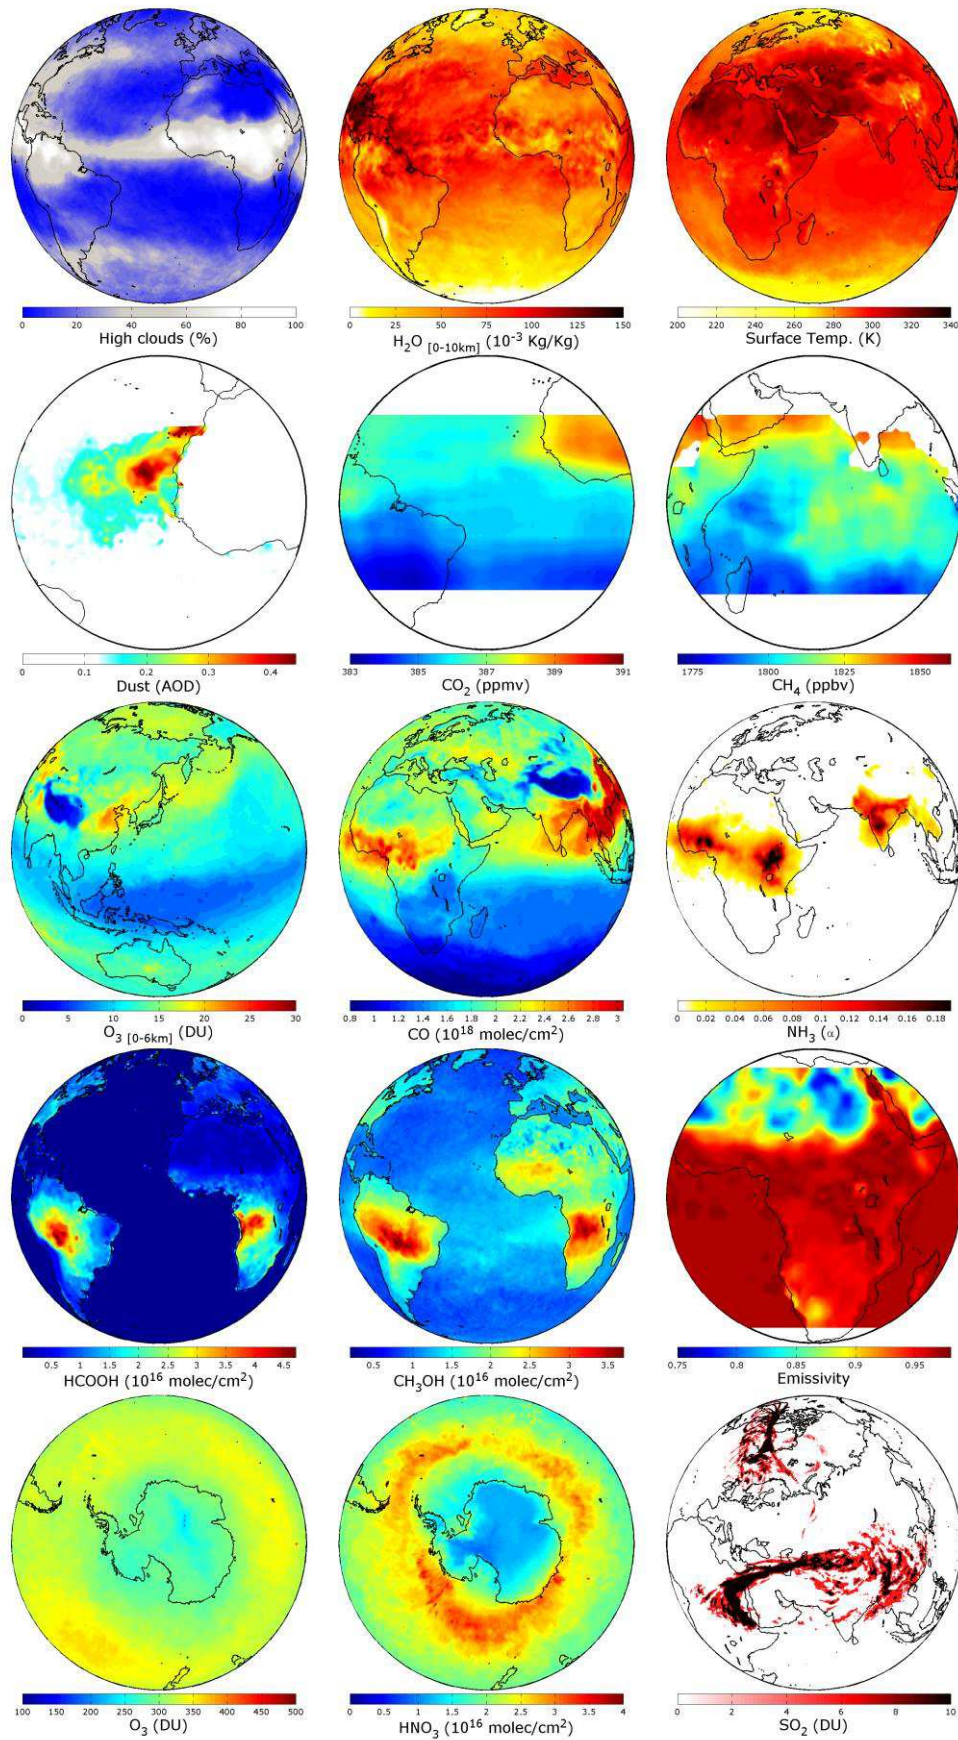 0 20 40 60 80 100
High clouds (%)
0 25 50 75 100 125 150
H₂O [0-10km] (10⁻³ Kg/Kg)
200 220 240 260 280 300 320 340
Surface Temp. (K)
0 0.1 0.2 0.3 0.4
Dust (AOD)
383 385 387 389 391
CO₂ (ppmv)
1775 1800 1825 1850
CH₄ (ppbv)
0 5 10 15 20 25 30
O₃ [0-6km] (DU)
0.8 1 1.2 1.4 1.6 1.8 2 2.2 2.4 2.6 2.8 3
CO (10¹⁸ molec/cm²)
0 0.02 0.04 0.06 0.08 0.1 0.12 0.14 0.16 0.18
NH₃ (α)
0.5 1 1.5 2 2.5 3 3.5 4 4.5
HCOOH (10¹⁶ molec/cm²)
0.5 1 1.5 2 2.5 3 3.5
CH₃OH (10¹⁶ molec/cm²)
0.75 0.8 0.85 0.9 0.95
Emissivity
100 150 200 250 300 350 400 450 500
O₃ (DU)
0 0.5 1 1.5 2 2.5 3 3.5 4
HNO₃ (10¹⁶ molec/cm²)
0 2 4 6 8 10
SO₂ (DU)